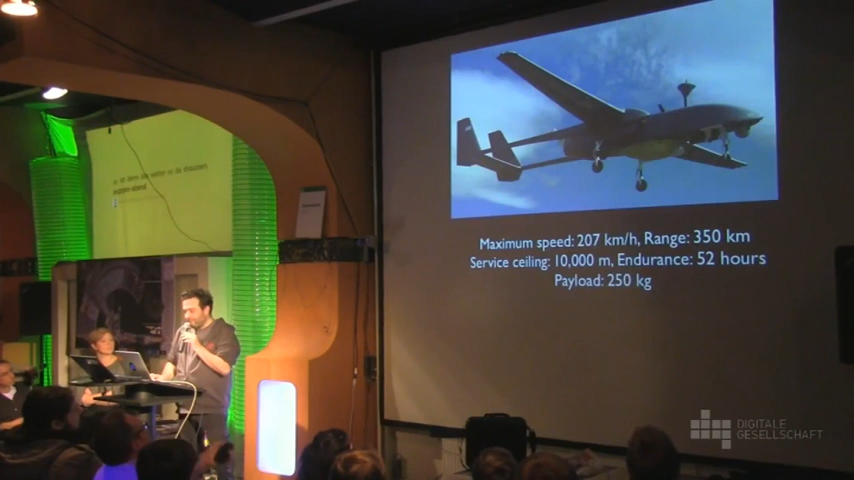 Maximum speed: 207 km/h, Range: 350 km
Service ceiling: 10,000 m, Endurance: 52 hours
Payload: 250 kg
DIGITALE
GESELLSCHAFT